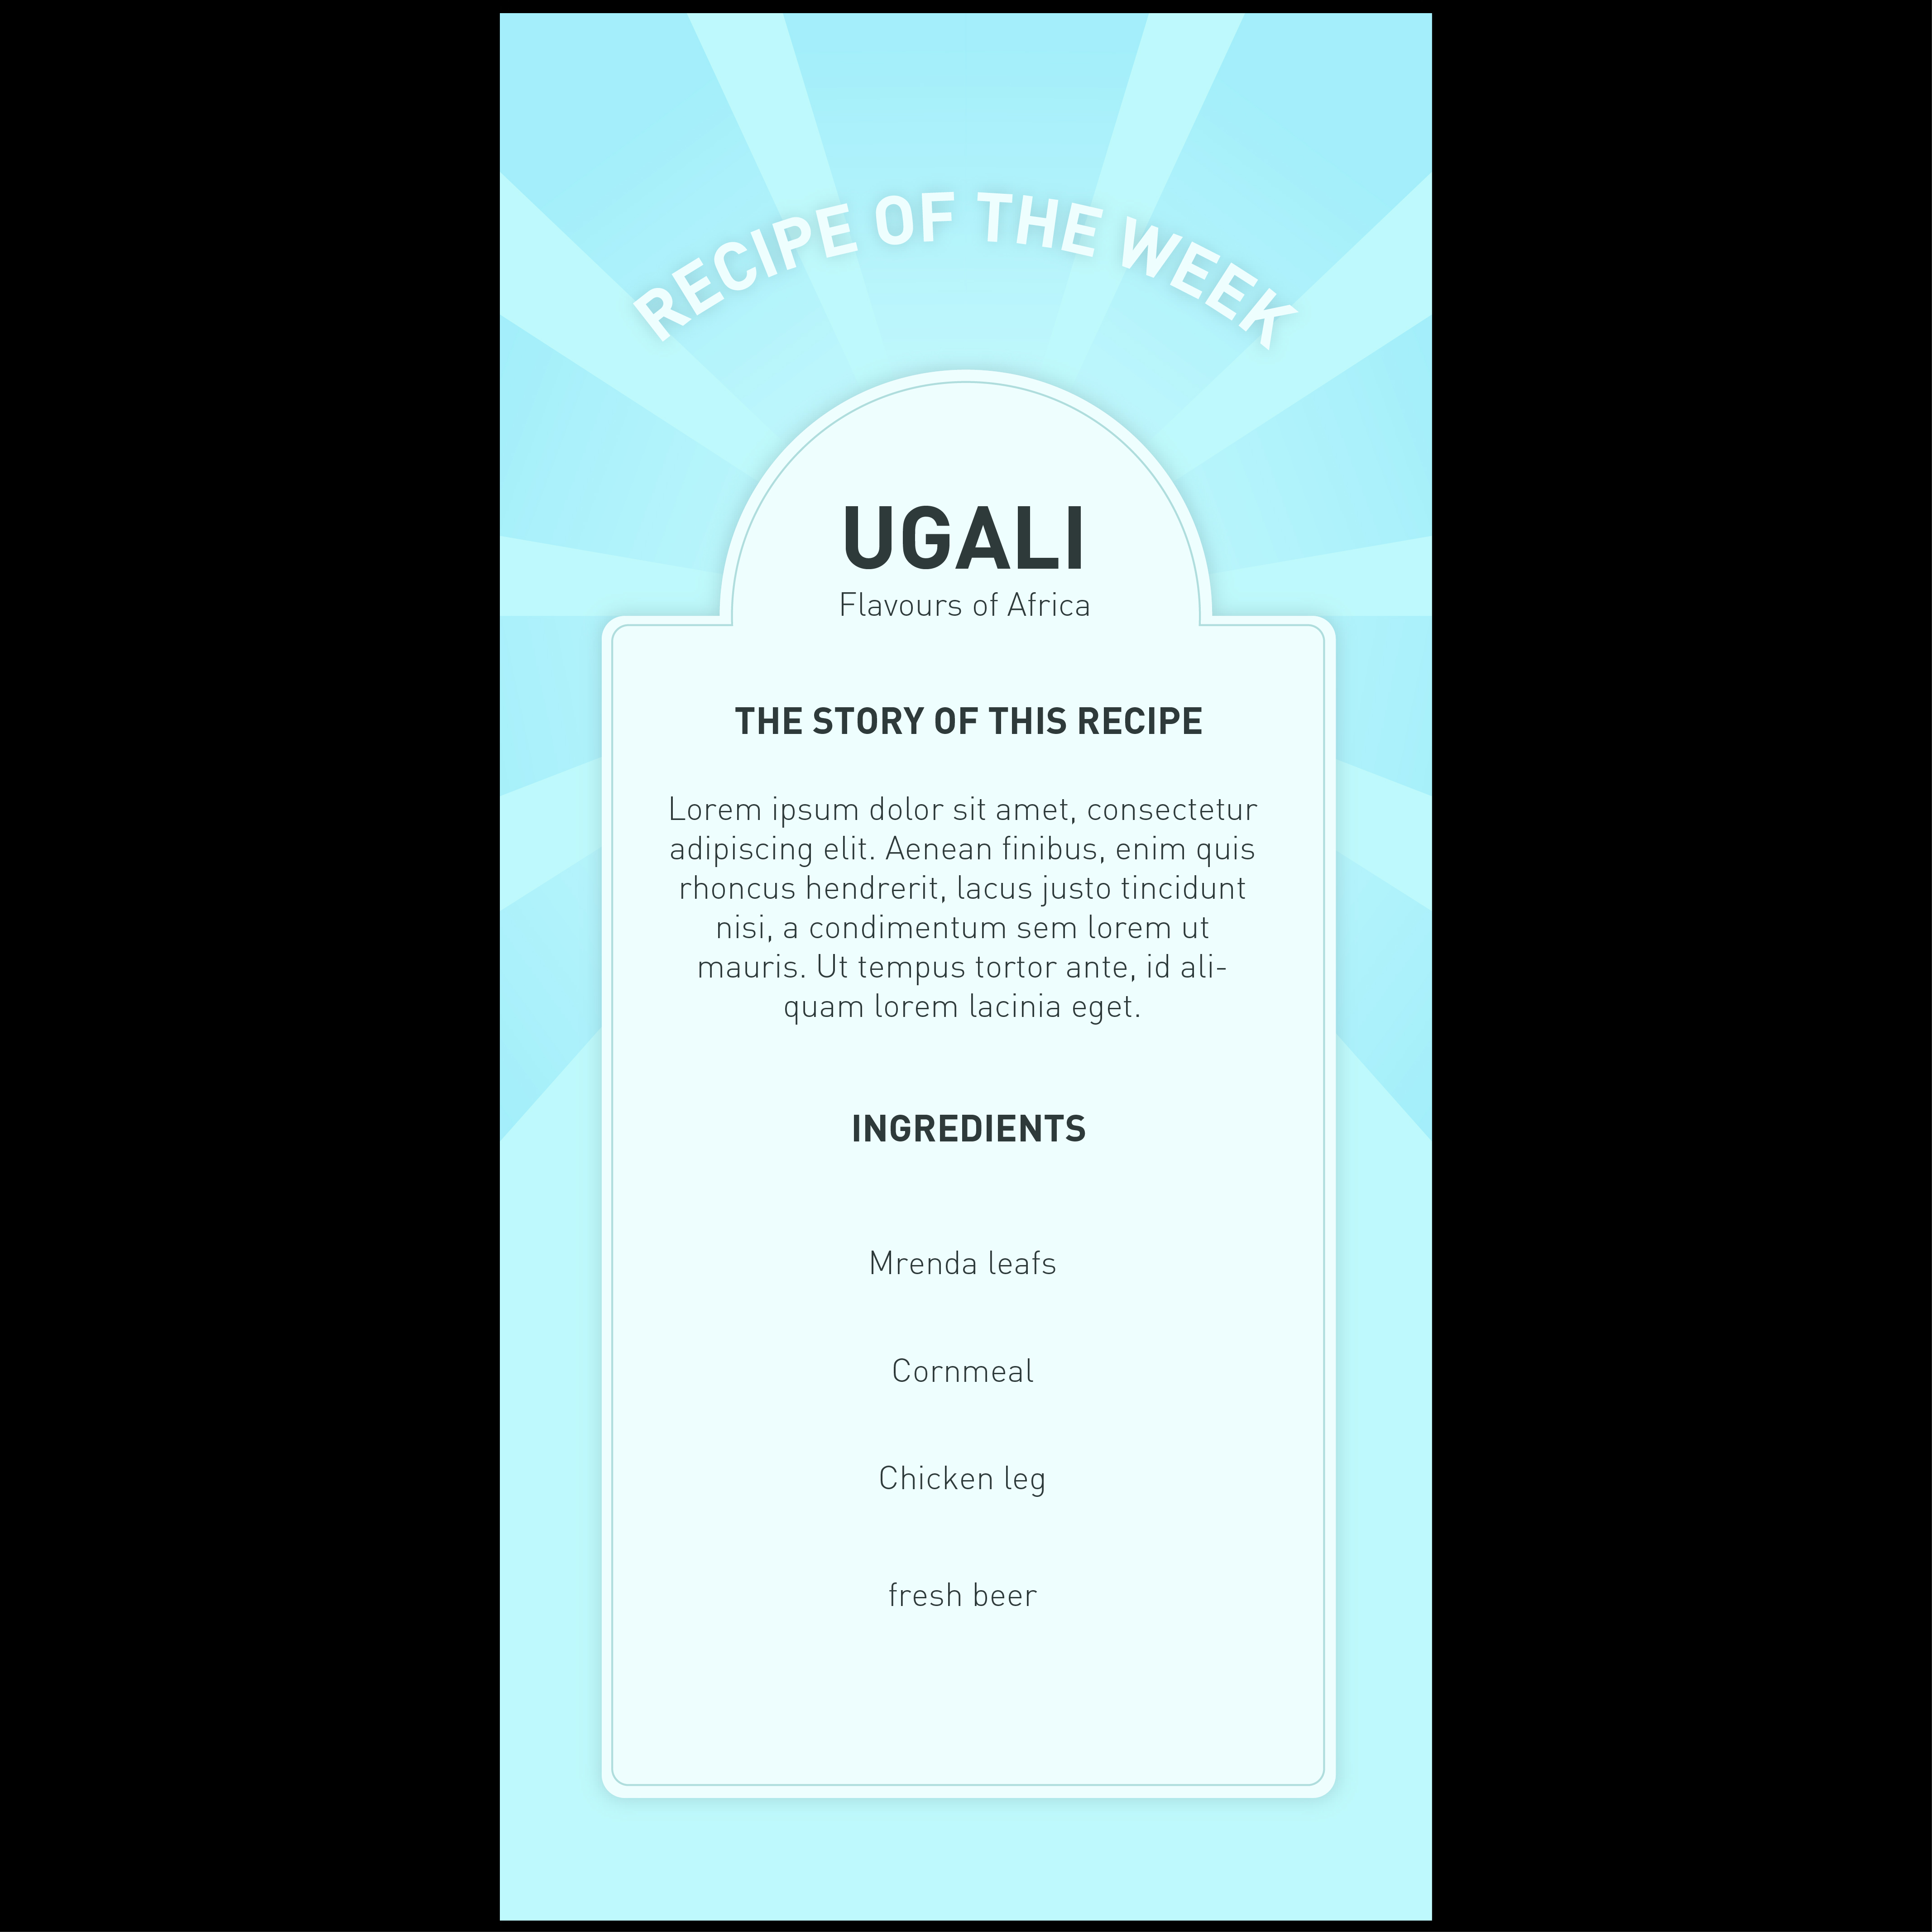 RECIPE OF THE WEEK
UGALI
Flavours of Africa
THE STORY OF THIS RECIPE
Lorem ipsum dolor sit amet, consectetur
adipiscing elit. Aenean finibus, enim quis
rhoncus hendrerit, lacus justo tincidunt
nisi, a condimentum sem lorem ut
mauris. Ut tempus tortor ante, id ali-
quam lorem lacinia eget.
INGREDIENTS
Mrenda leafs
Cornmeal
Chicken leg
fresh beer